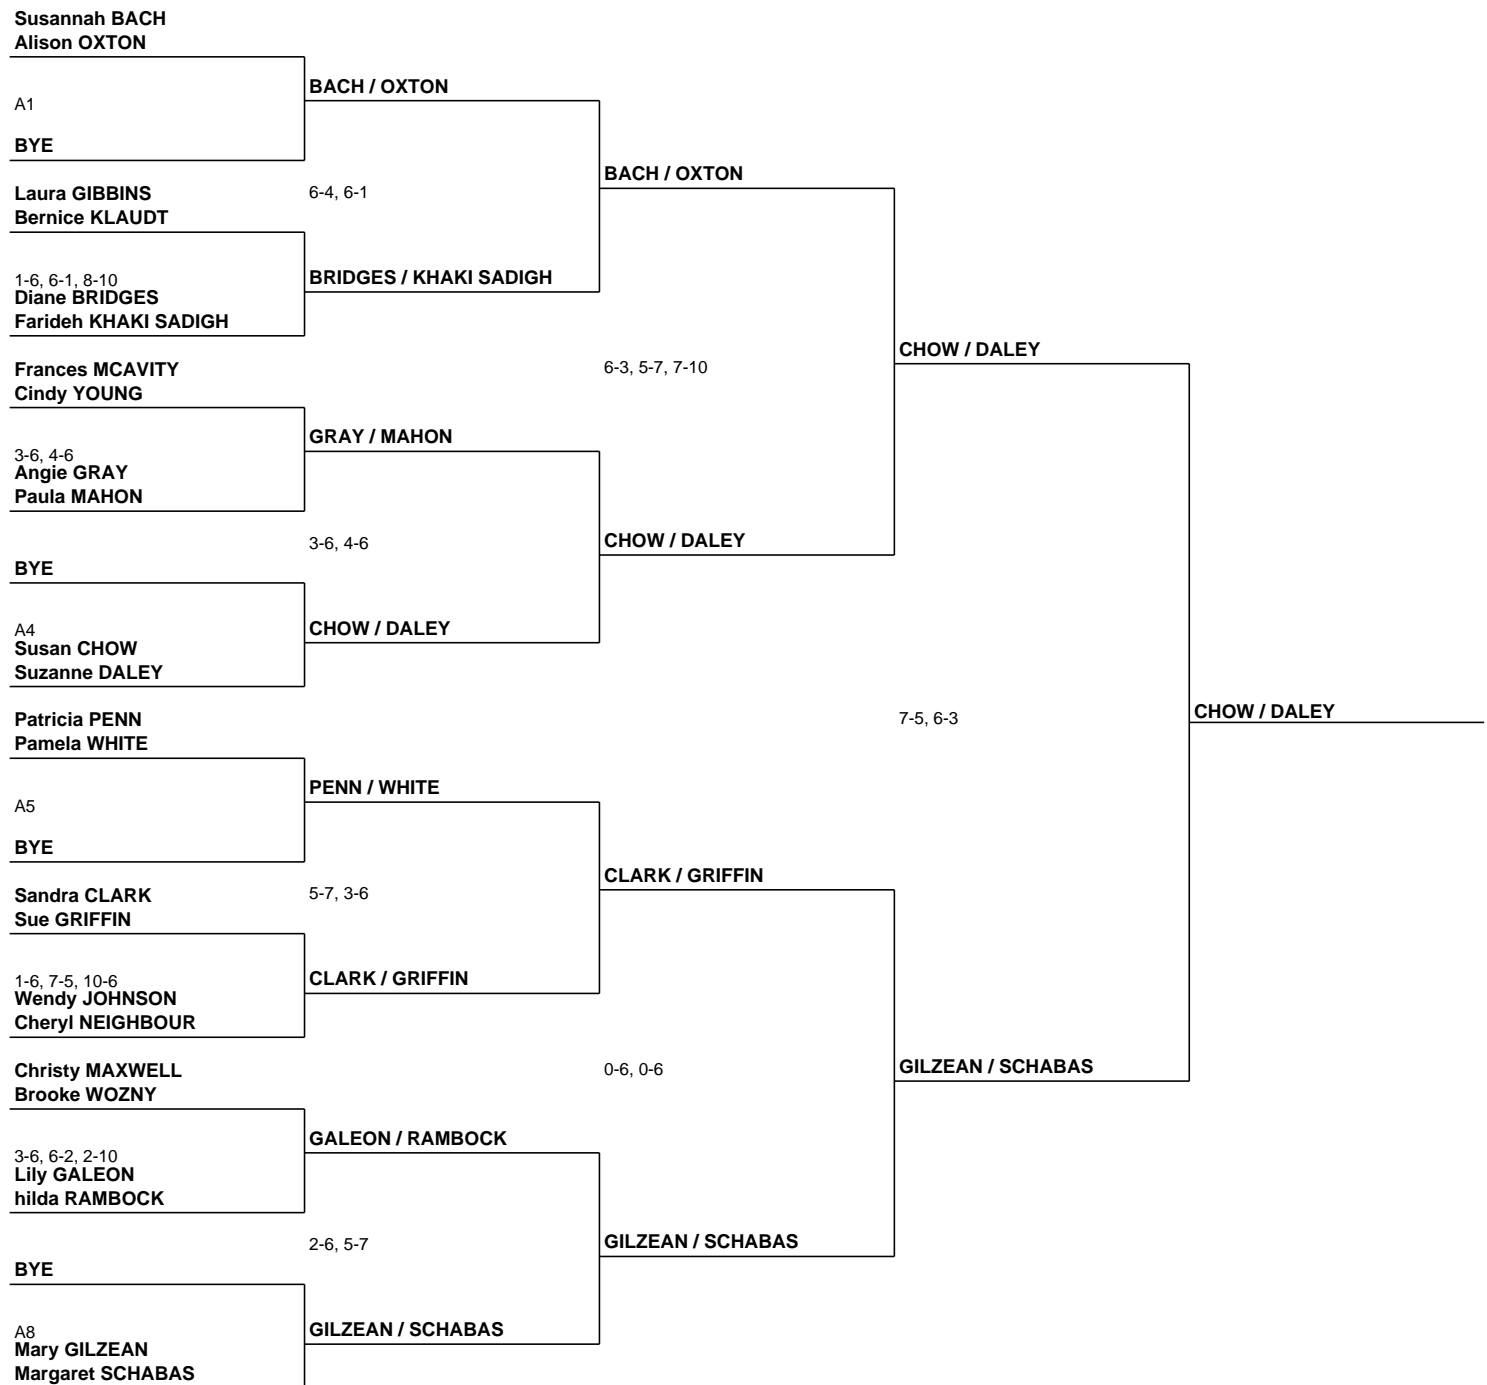 Susannah BACH
Alison OXTON
BACH / OXTON
A1
BYE
BACH / OXTON
Laura GIBBINS
Bernice KLAUDT
6-4, 6-1
1-6, 6-1, 8-10
Diane BRIDGES
Farideh KHAKI SADIGH
BRIDGES / KHAKI SADIGH
CHOW / DALEY
Frances MCAVITY
Cindy YOUNG
6-3, 5-7, 7-10
GRAY / MAHON
3-6, 4-6
Angie GRAY
Paula MAHON
3-6, 4-6
CHOW / DALEY
BYE
A4
Susan CHOW
Suzanne DALEY
CHOW / DALEY
Patricia PENN
Pamela WHITE
7-5, 6-3
CHOW / DALEY
PENN / WHITE
A5
BYE
CLARK / GRIFFIN
Sandra CLARK
Sue GRIFFIN
5-7, 3-6
1-6, 7-5, 10-6
Wendy JOHNSON
Cheryl NEIGHBOUR
CLARK / GRIFFIN
Christy MAXWELL
Brooke WOZNY
0-6, 0-6
GILZEAN / SCHABAS
GALEON / RAMBOCK
3-6, 6-2, 2-10
Lily GALEON
hilda RAMBOCK
2-6, 5-7
GILZEAN / SCHABAS
BYE
A8
Mary GILZEAN
Margaret SCHABAS
GILZEAN / SCHABAS